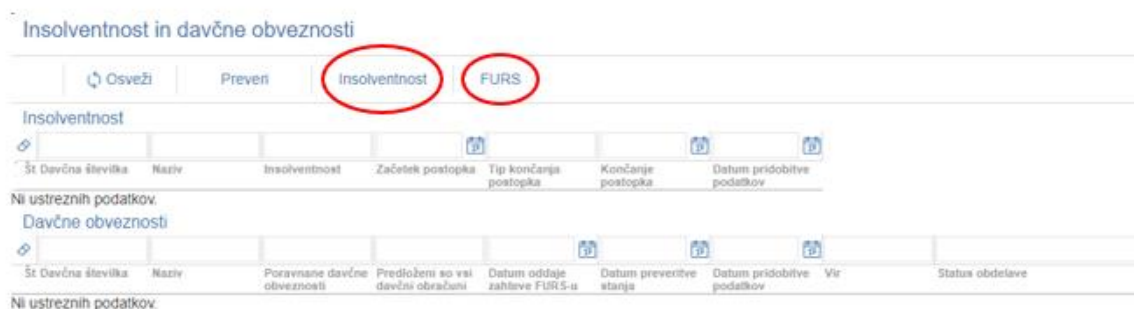 Insolventnost in davčne obveznosti
Osveži Preveri Insolventnost FURS
Insolventnost
Št Davčna številka Naziv Insolventnost Začetek postopka Tip končanja postopka Končanje postopka Datum pridobitve podatkov
Ni ustreznih podatkov.
Davčne obveznosti
Št Davčna številka Naziv Poravnane davčne obveznosti Predloženi so vsi davčni obračuni Datum oddaje zahteve FURS-u Datum preveritve stanja Datum pridobitve podatkov Vir Status obdelave
Ni ustreznih podatkov.